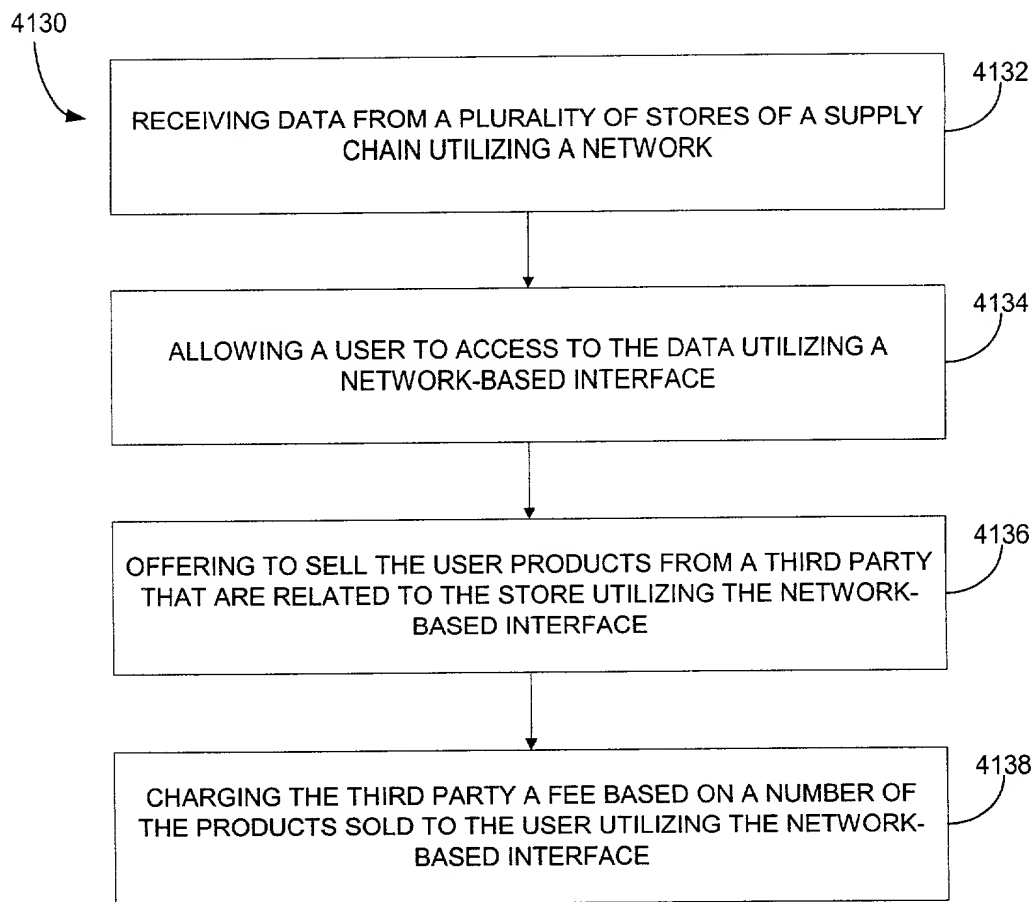 4130
4132
RECEIVING DATA FROM A PLURALITY OF STORES OF A SUPPLY
CHAIN UTILIZING A NETWORK
4134
ALLOWING A USER TO ACCESS TO THE DATA UTILIZING A
NETWORK-BASED INTERFACE
4136
OFFERING TO SELL THE USER PRODUCTS FROM A THIRD PARTY
THAT ARE RELATED TO THE STORE UTILIZING THE NETWORK-
BASED INTERFACE
4138
CHARGING THE THIRD PARTY A FEE BASED ON A NUMBER OF
THE PRODUCTS SOLD TO THE USER UTILIZING THE NETWORK-
BASED INTERFACE